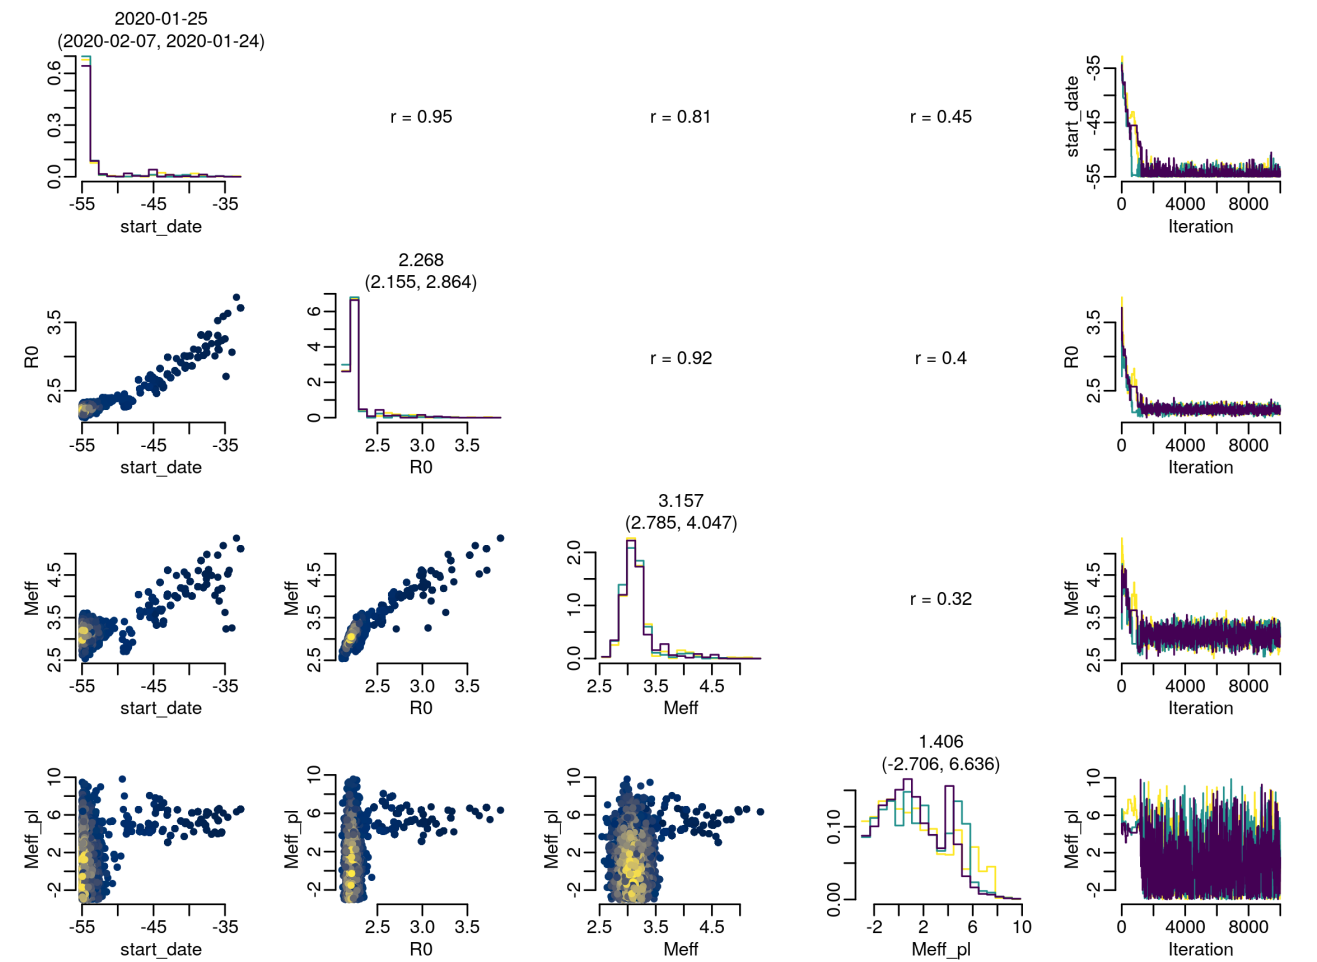 2020-01-25
(2020-02-07, 2020-01-24)
0.0 0.3 0.6
-55 -45 -35
start_date
r = 0.95
r = 0.81
r = 0.45
start_date
-55 -45 -35
0 4000 8000
Iteration
R0
2.5 3.5
-55 -45 -35
start_date
2.268
(2.155, 2.864)
0 2 4 6
2.5 3.0 3.5
R0
r = 0.92
r = 0.4
R0
2.5 3.5
0 4000 8000
Iteration
Meff
2.5 3.5 4.5
-55 -45 -35
start_date
Meff
2.5 3.5 4.5
2.5 3.0 3.5
R0
3.157
(2.785, 4.047)
0.0 1.0 2.0
2.5 3.5 4.5
Meff
r = 0.32
Meff
2.5 3.5 4.5
0 4000 8000
Iteration
Meff_pl
-2 2 6 10
-55 -45 -35
start_date
Meff_pl
-2 2 6 10
2.5 3.0 3.5
R0
Meff_pl
-2 2 6 10
2.5 3.5 4.5
Meff
1.406
(-2.706, 6.636)
0.00 0.10
-2 2 6 10
Meff_pl
Meff_pl
-2 2 6 10
0 4000 8000
Iteration